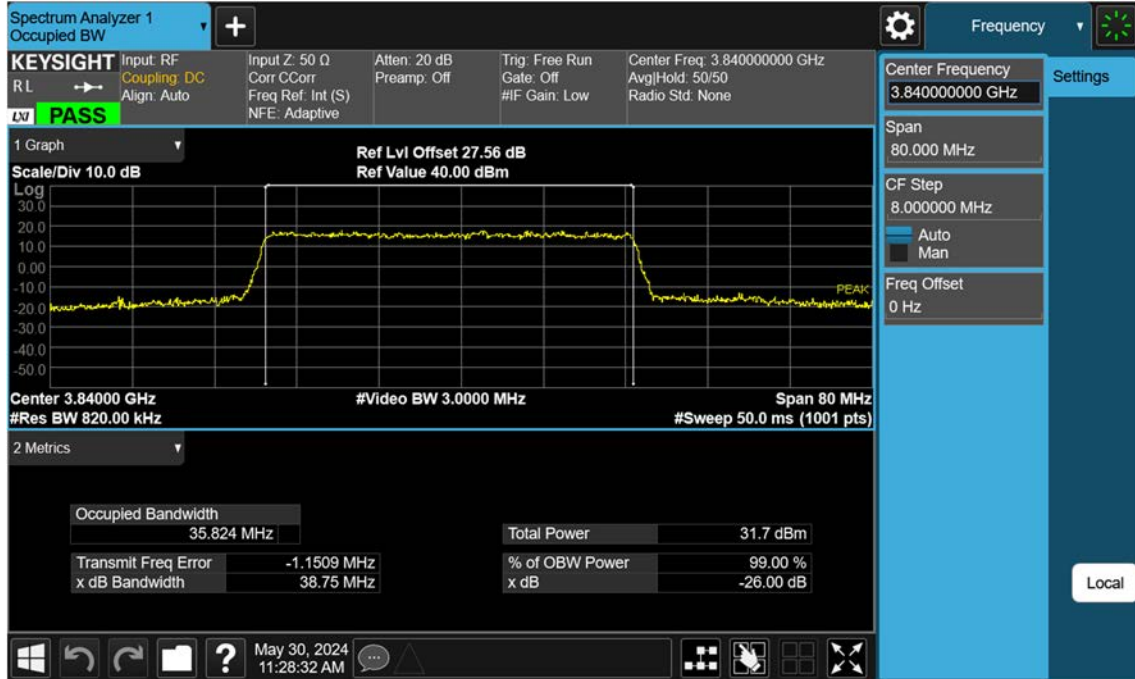 Spectrum Analyzer 1
Occupied BW
Frequency
KEYSIGHT
R L
LXI PASS
Input: RF
Coupling: DC
Align: Auto
Input Z: 50 Ω
Corr CCorr
Freq Ref: Int (S)
NFE: Adaptive
Atten: 20 dB
Preamp: Off
Trig: Free Run
Gate: Off
#IF Gain: Low
Center Freq: 3.840000000 GHz
Avg|Hold: 50/50
Radio Std: None
Center Frequency
3.840000000 GHz
Settings
Span
80.000 MHz
CF Step
8.000000 MHz
Auto
Man
Freq Offset
0 Hz
Local
1 Graph
Scale/Div 10.0 dB
Ref Lvl Offset 27.56 dB
Ref Value 40.00 dBm
Log
30.0
20.0
10.0
0.00
-10.0
-20.0
-30.0
-40.0
-50.0
PEAK
Center 3.84000 GHz
#Video BW 3.0000 MHz
Span 80 MHz
#Res BW 820.00 kHz
#Sweep 50.0 ms (1001 pts)
2 Metrics
Occupied Bandwidth
35.824 MHz
Total Power 31.7 dBm
Transmit Freq Error -1.1509 MHz
% of OBW Power 99.00 %
x dB Bandwidth 38.75 MHz
x dB -26.00 dB
?
May 30, 2024
11:28:32 AM